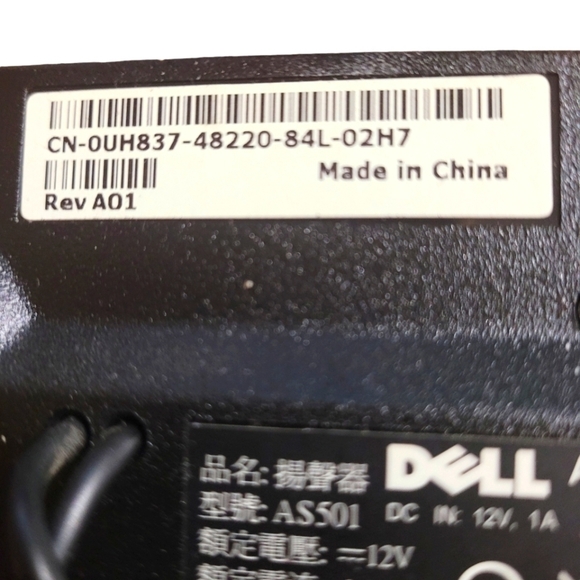 CN-0UH837-48220-84L-02H7
Made in China
Rev A01
DELL
品名: 揚聲器
型號: AS501
DC IN: 12V, 1A
額定電壓: ⎓12V